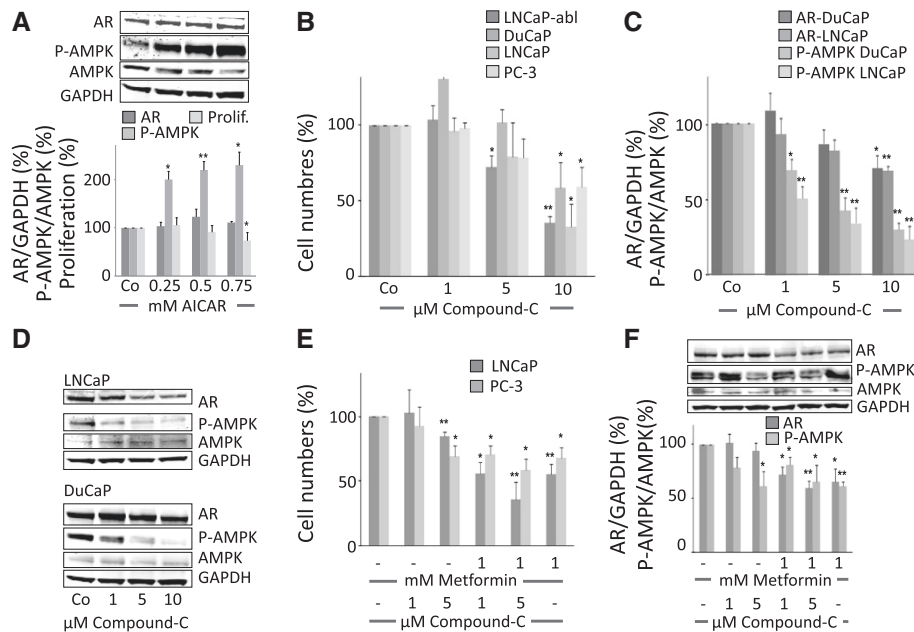 A
AR
P-AMPK
AMPK
GAPDH
AR
Prolif.
P-AMPK
AR/GAPDH (%)
P-AMPK/AMPK (%)
Proliferation (%)
200
100
0
* ** * *
Co 0.25 0.5 0.75
mM AICAR
B
LNCaP-abl
DuCaP
LNCaP
PC-3
Cell numbres (%)
100
50
0
* ** * * *
Co 1 5 10
µM Compound-C
C
AR-DuCaP
AR-LNCaP
P-AMPK DuCaP
P-AMPK LNCaP
AR/GAPDH (%)
P-AMPK/AMPK (%)
100
50
0
* ** ** ** * ** ** **
Co 1 5 10
µM Compound-C
D
LNCaP
AR
P-AMPK
AMPK
GAPDH
DuCaP
AR
P-AMPK
AMPK
GAPDH
Co 1 5 10
µM Compound-C
E
LNCaP
PC-3
Cell numbers (%)
100
50
0
** * * * ** * ** *
- - - 1 1 1
mM Metformin
- 1 5 1 5 -
µM Compound-C
F
AR
P-AMPK
AMPK
GAPDH
AR
P-AMPK
AR/GAPDH (%)
P-AMPK/AMPK(%)
100
50
0
* * * ** * * **
- - - 1 1 1
mM Metformin
- 1 5 1 5 -
µM Compound-C